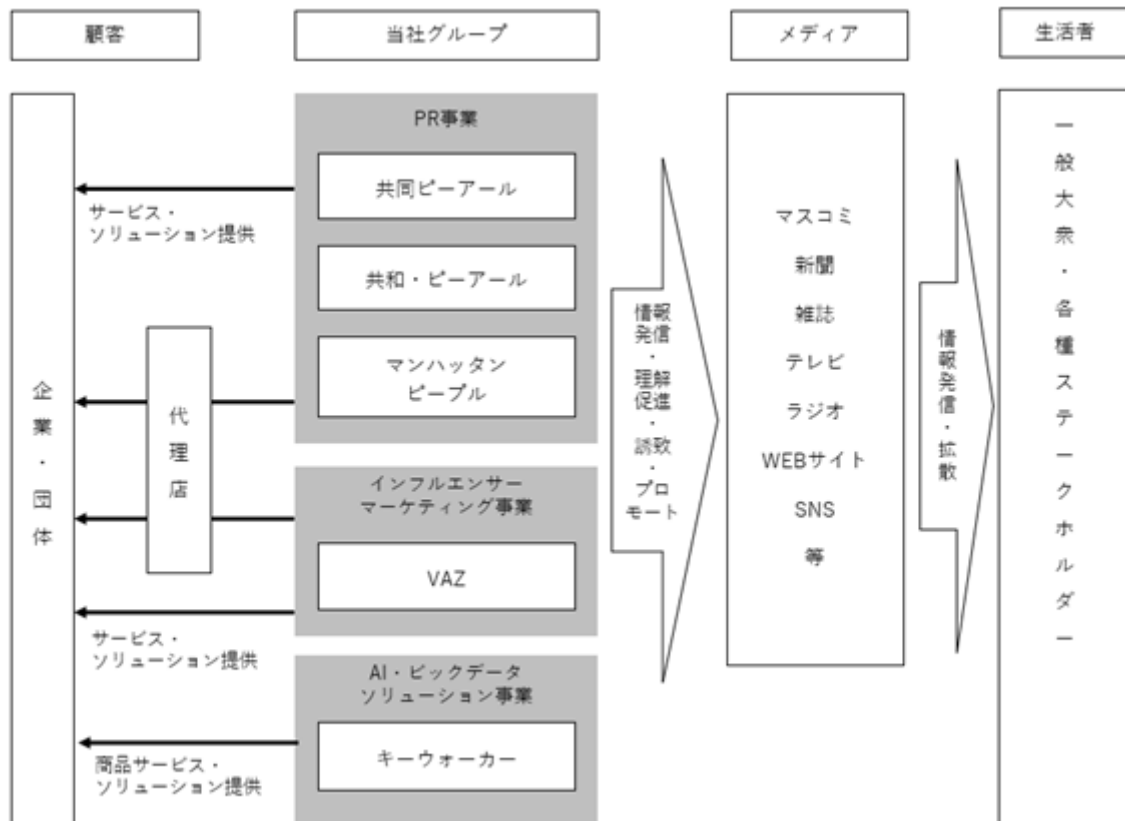 顧客
当社グループ
メディア
生活者
企業・団体
サービス・
ソリューション提供
代理店
サービス・
ソリューション提供
商品サービス・
ソリューション提供
PR事業
共同ピーアール
共和・ピーアール
マンハッタン
ピープル
インフルエンサー
マーケティング事業
VAZ
AI・ビックデータ
ソリューション事業
キーウォーカー
情報
発信
・
理解
促進
・
誘致
・
プロ
モート
マスコミ
新聞
雑誌
テレビ
ラジオ
WEBサイト
SNS
等
情報発信・拡散
一般大衆・各種ステークホルダー